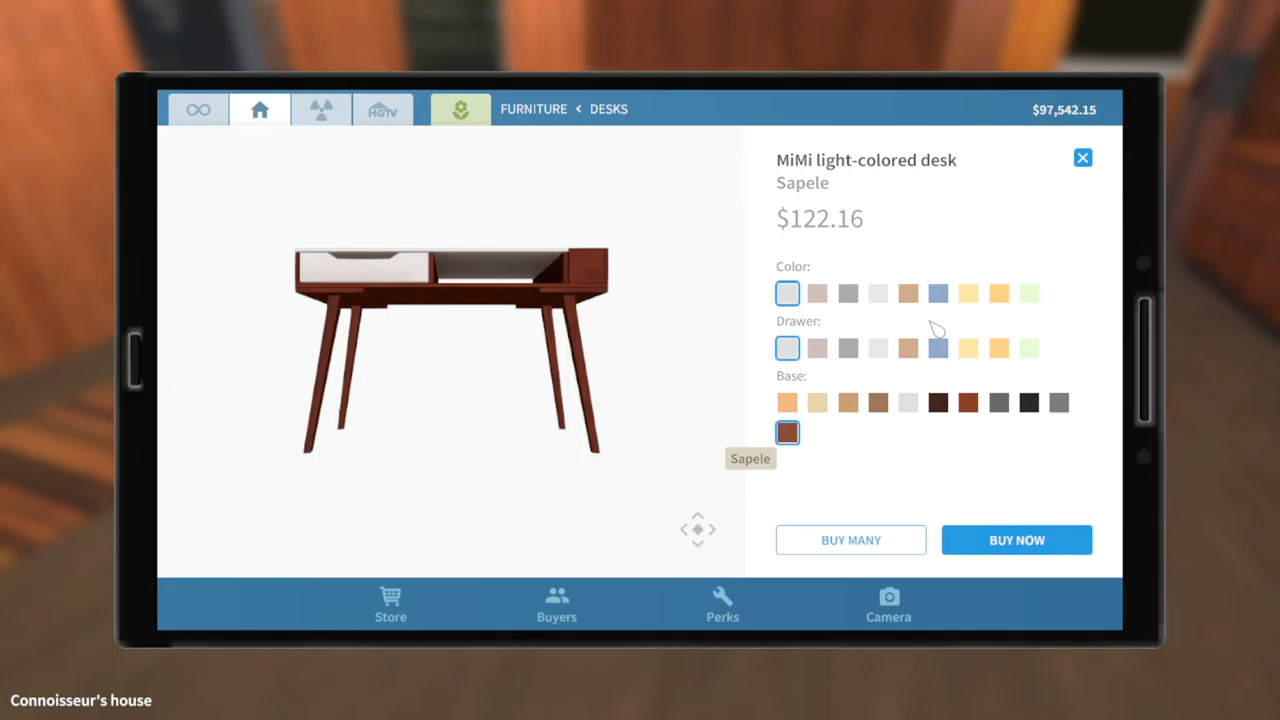 HGTV
FURNITURE < DESKS
$97,542.15
MiMi light-colored desk
Sapele
$122.16
Color:
Drawer:
Base:
Sapele
BUY MANY
BUY NOW
Store
Buyers
Perks
Camera
Connoisseur's house